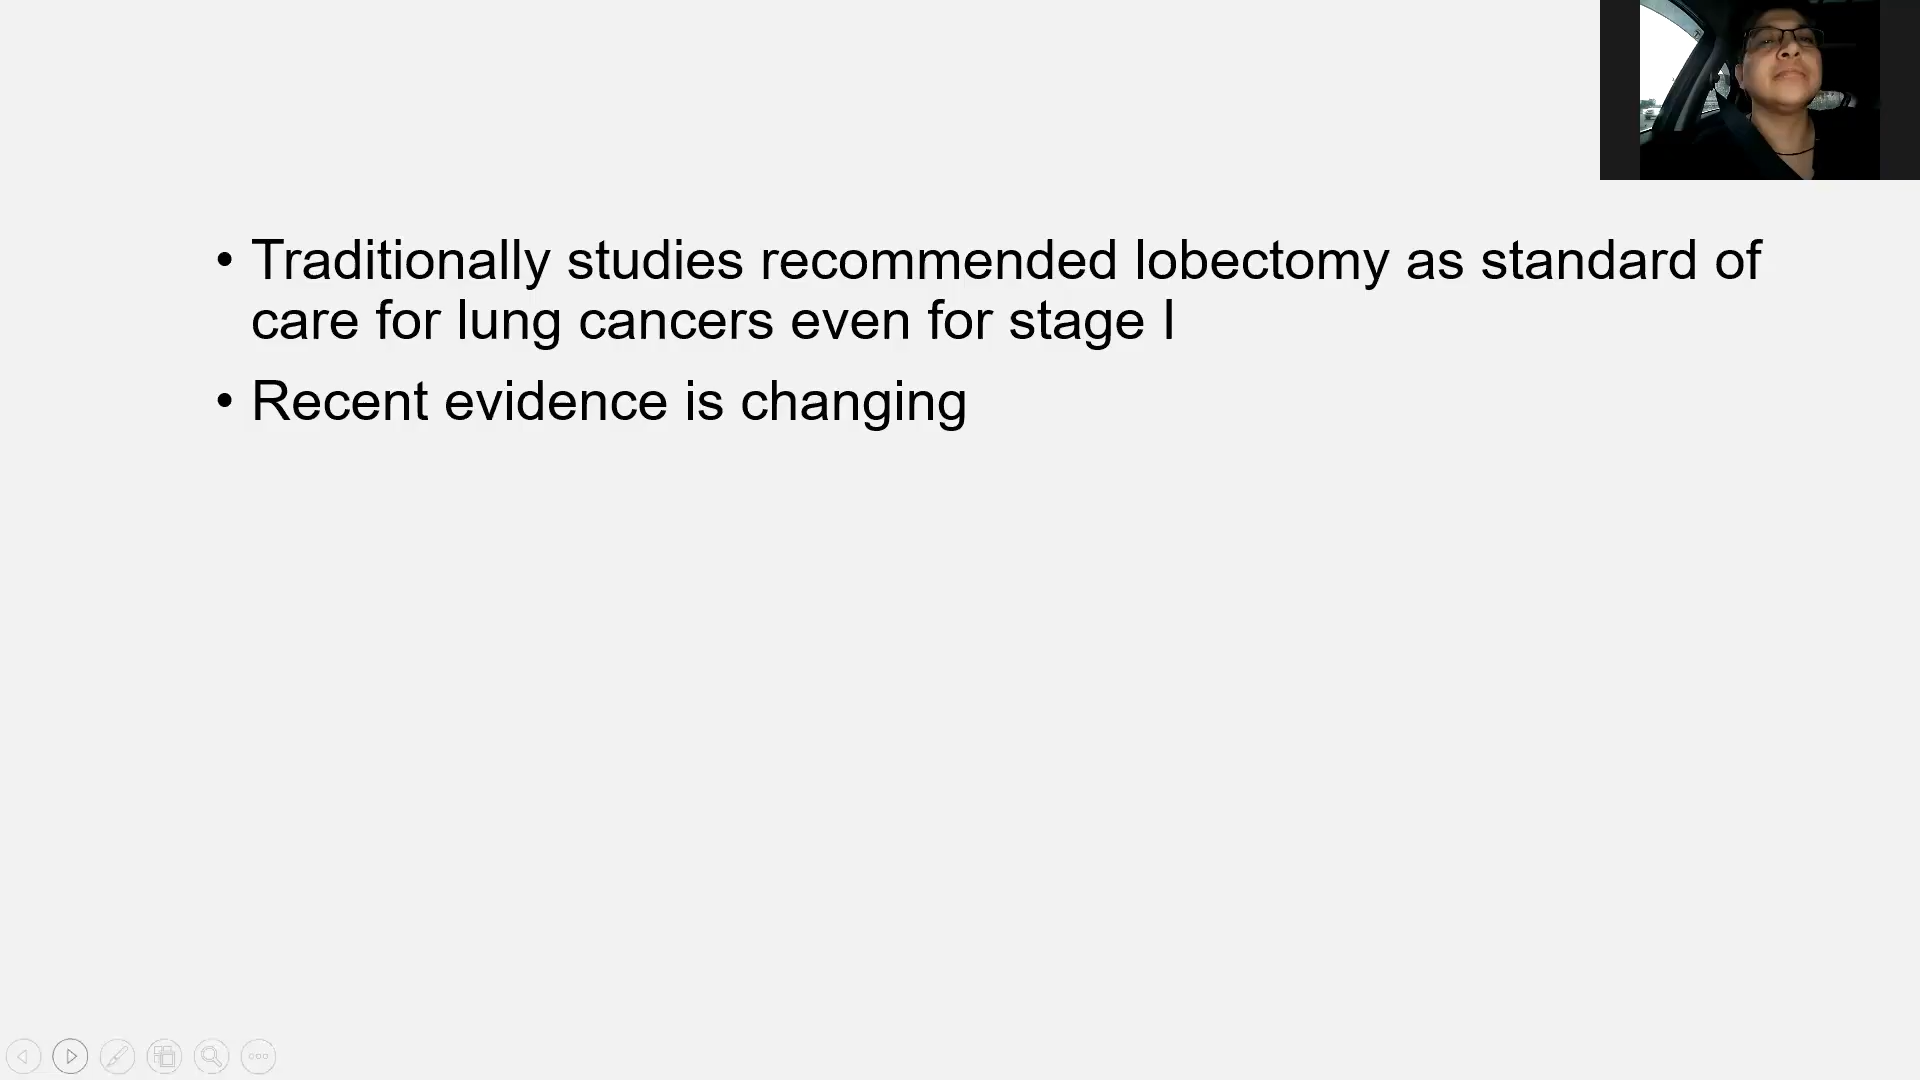 • Traditionally studies recommended lobectomy as standard of
care for lung cancers even for stage I
• Recent evidence is changing